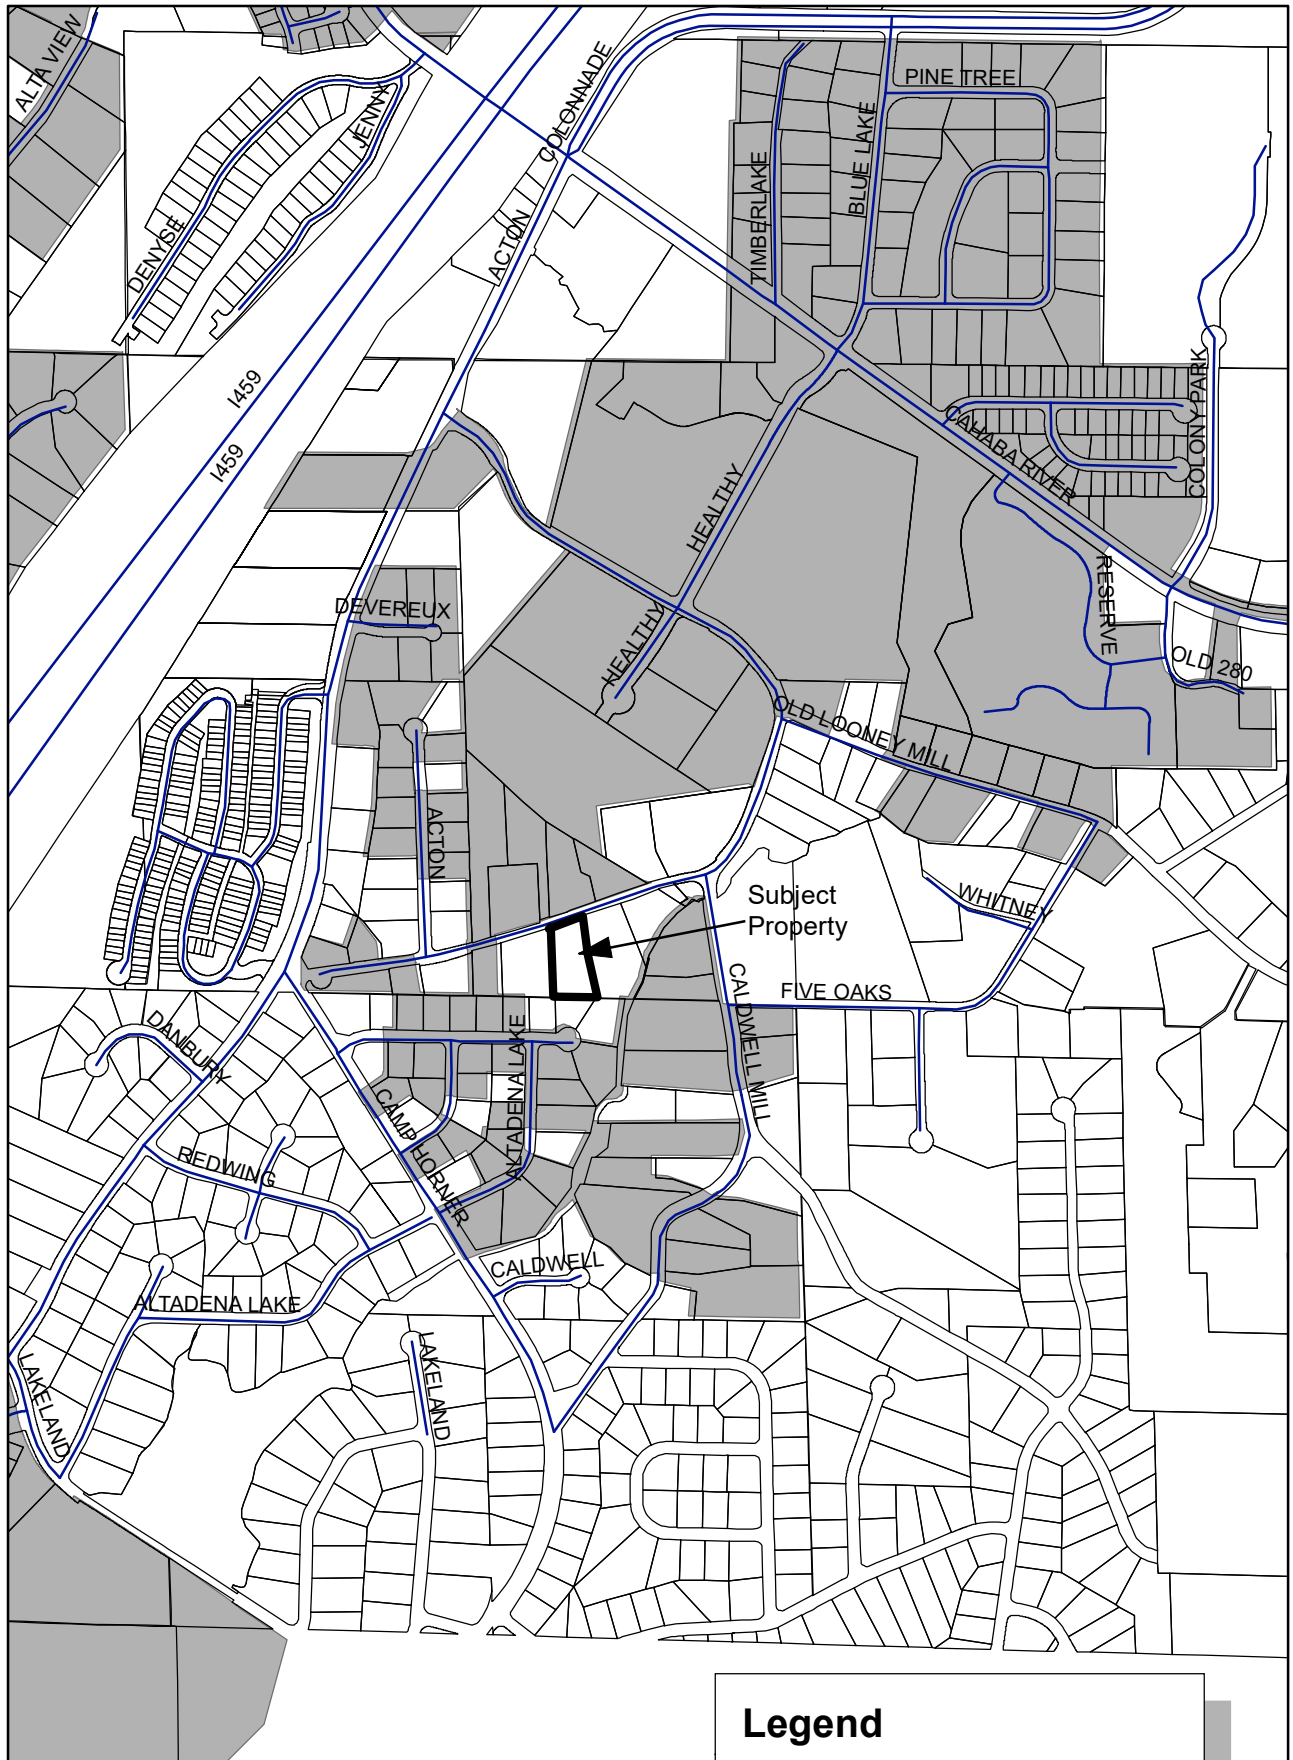 ALTA VIEW
COLONNADE
PINE TREE
JENNY
BLUE LAKE
TIMBERLAKE
DENYSE
ACTON
COLONY PARK
I459
CAHABA RIVER
I459
HEALTHY
RESERVE
DEVEREUX
HEALTHY
OLD 280
OLD LOONEY MILL
ACTON
Subject
Property
WHITNEY
FIVE OAKS
CALDWELL MILL
DANBURY
ALTADENA LAKE
CAMP HORNER
REDWING
CALDWELL
ALTADENA LAKE
LAKELAND
LAKELAND
Legend